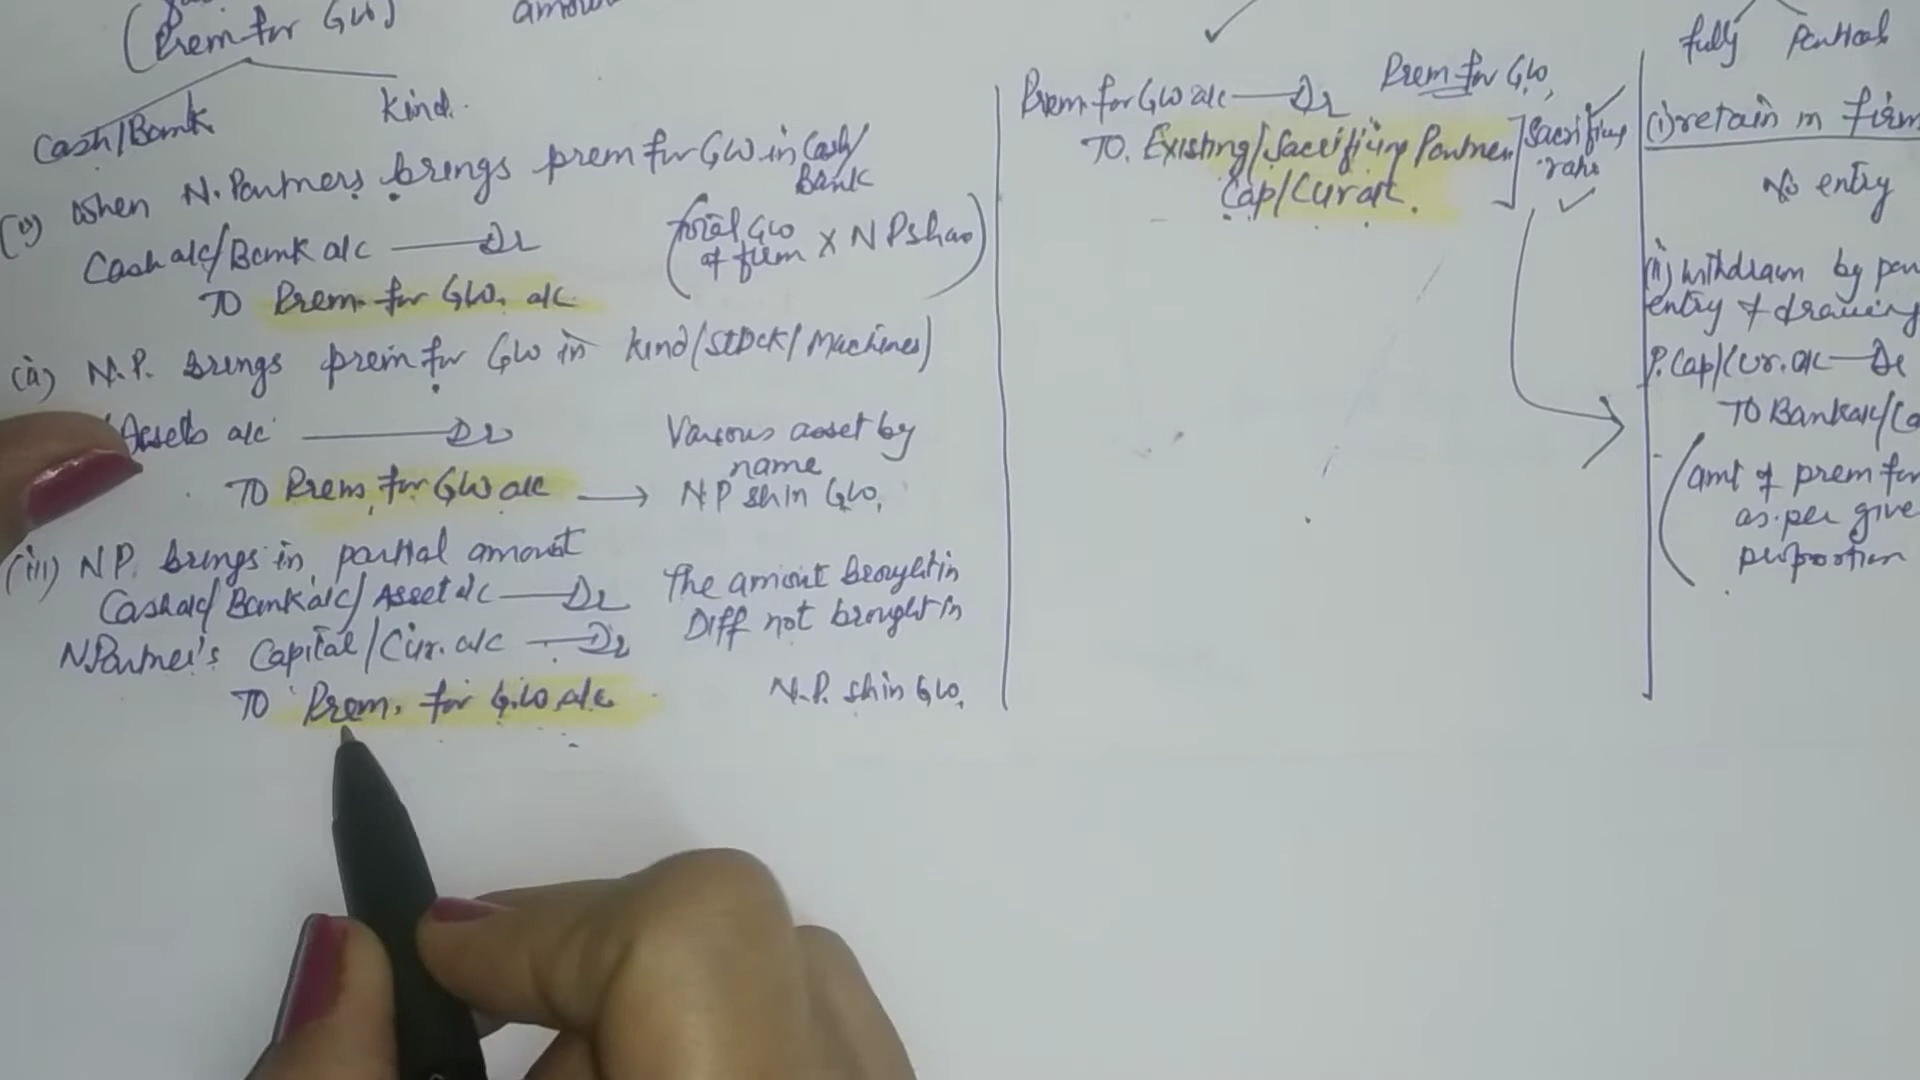 (Prem for GW)
Cash/Bank
Kind.
(i) When N. Partners brings prem for GW in Cash/
Bank
Cash a/c/Bank a/c —— Dr
(Total GW
of firm X N P share)
TO Prem. for GW. a/c
(ii) N.P. brings prem for GW in kind (Stock/Machines)
Assets a/c —— Dr
Various asset by
name
TO Prem. for GW a/c → N.P sh in GW.
(iii) N.P. brings in partial amount
Cash a/c/ Bank a/c/ Asset a/c —— Dr
The amount brought in
N. Partner's Capital/Cur. a/c —— Dr
Diff not brought in
TO Prem. for G.W a/c
N.P. sh in GW.
Prem. for GW a/c —— Dr
Prem for GW,
TO. Existing/Sacrificing Partner
Cap/Cur a/c.
Sacrificing
ratio
fully Partial
(i) retain in firm
No entry
(ii) withdrawn by
entry of drawing
P. Cap/Cur. a/c — Dr
TO Bank a/c/
(amt of prem for
as per
proportion